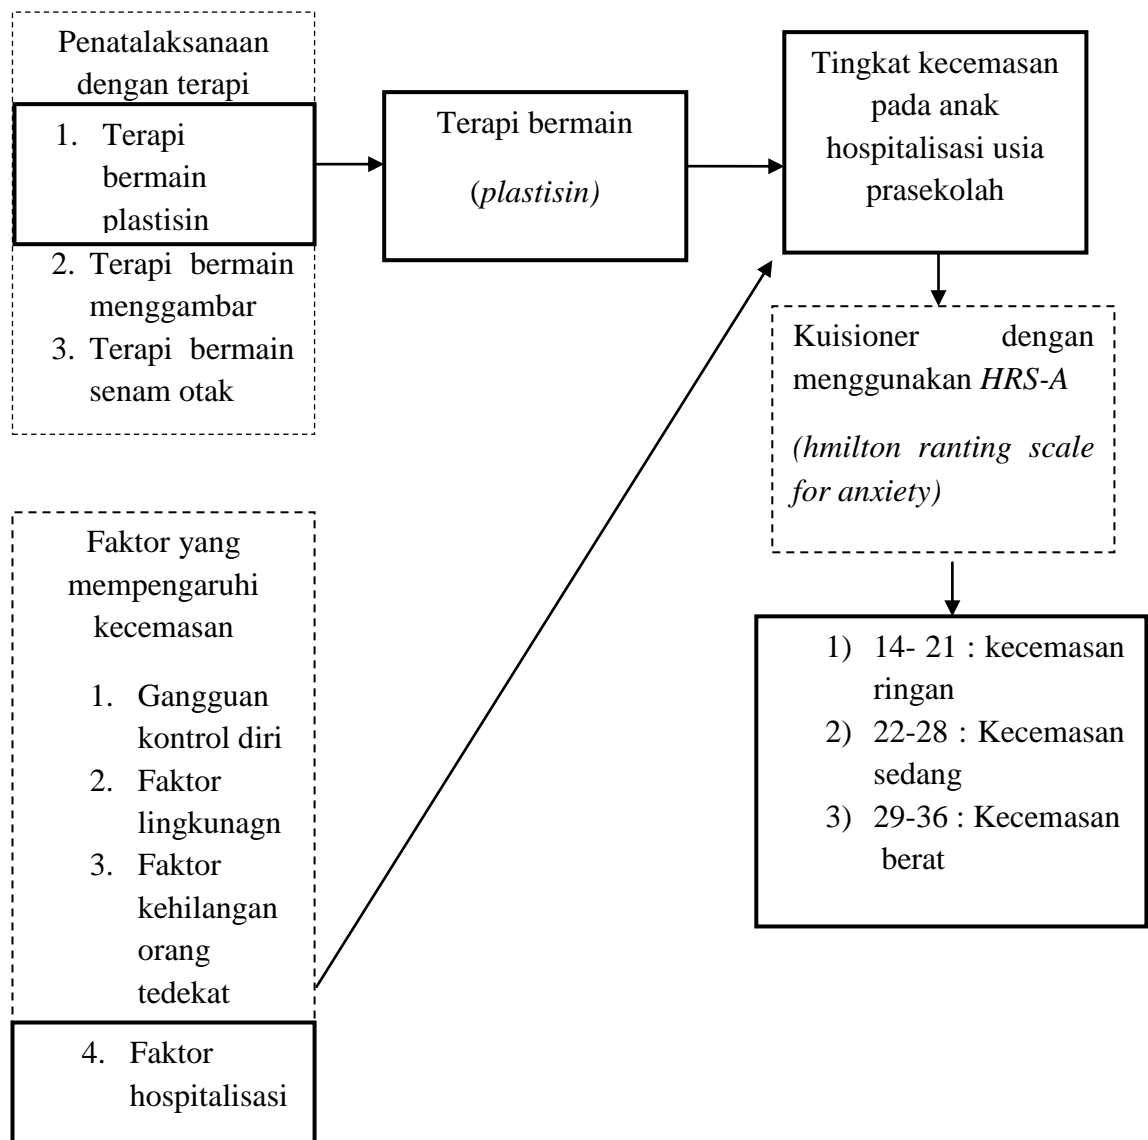 Penatalaksanaan
dengan terapi
1. Terapi
bermain
plastisin
2. Terapi bermain
menggambar
3. Terapi bermain
senam otak
Terapi bermain
(plastisin)
Tingkat kecemasan
pada anak
hospitalisasi usia
prasekolah
Kuisioner dengan
menggunakan HRS-A
(hmilton ranting scale
for anxiety)
Faktor yang
mempengaruhi
kecemasan
1. Gangguan
kontrol diri
2. Faktor
lingkunagn
3. Faktor
kehilangan
orang
tedekat
4. Faktor
hospitalisasi
1) 14- 21 : kecemasan
ringan
2) 22-28 : Kecemasan
sedang
3) 29-36 : Kecemasan
berat